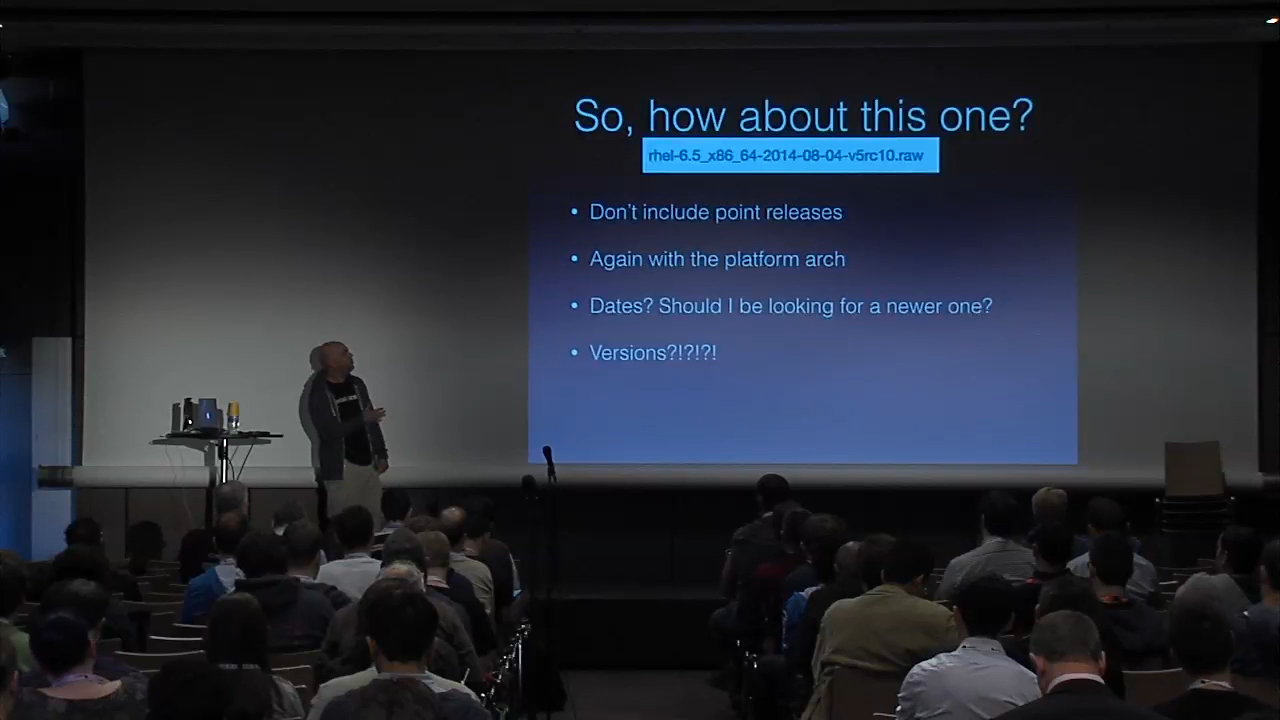 So, how about this one?
rhel-6.5_x86_64-2014-08-04-v5rc10.raw
• Don't include point releases
• Again with the platform arch
• Dates? Should I be looking for a newer one?
• Versions?!?!?!